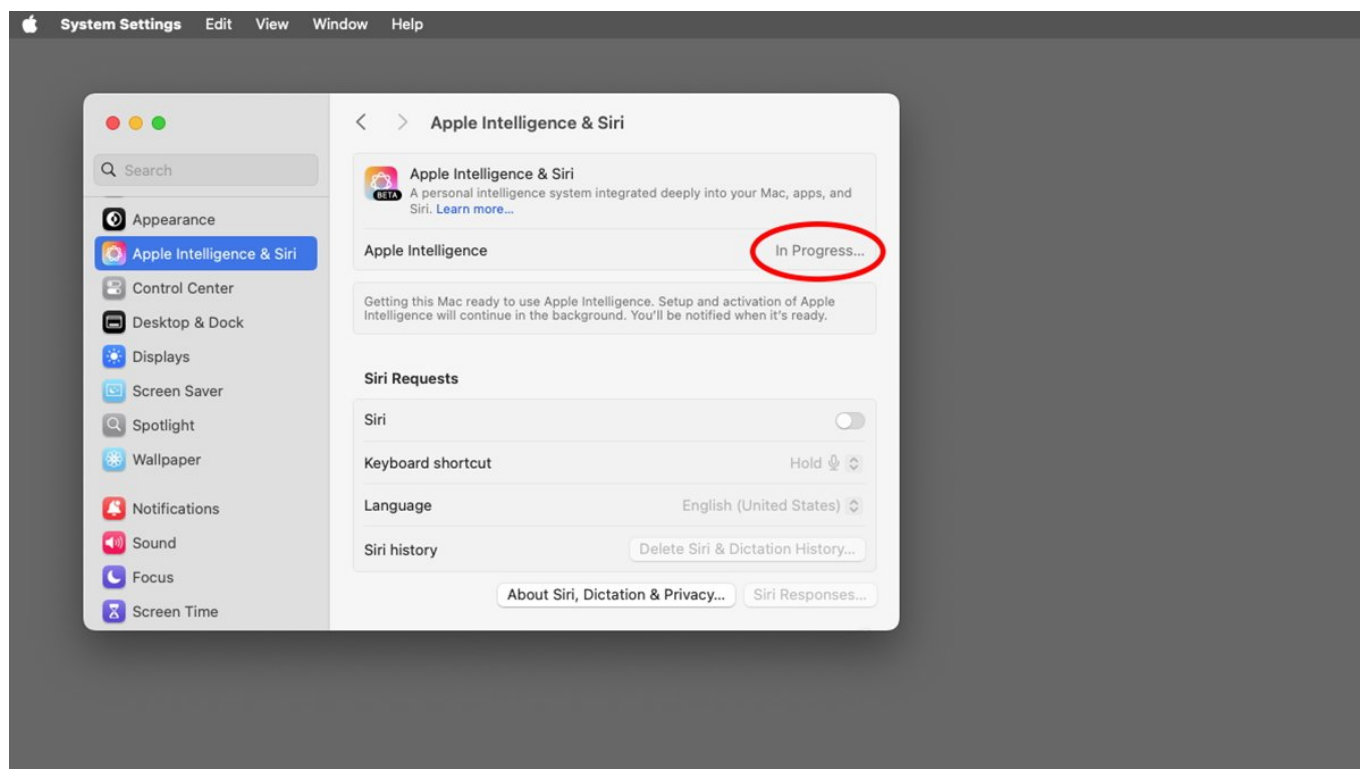 System Settings Edit View Window Help
Apple Intelligence & Siri
Search
Appearance
Apple Intelligence & Siri
Control Center
Desktop & Dock
Displays
Screen Saver
Spotlight
Wallpaper
Notifications
Sound
Focus
Screen Time
Apple Intelligence & Siri
BETA
A personal intelligence system integrated deeply into your Mac, apps, and
Siri. Learn more...
Apple Intelligence In Progress...
Getting this Mac ready to use Apple Intelligence. Setup and activation of Apple
Intelligence will continue in the background. You'll be notified when it's ready.
Siri Requests
Siri
Keyboard shortcut Hold
Language English (United States)
Siri history Delete Siri & Dictation History...
About Siri, Dictation & Privacy... Siri Responses...